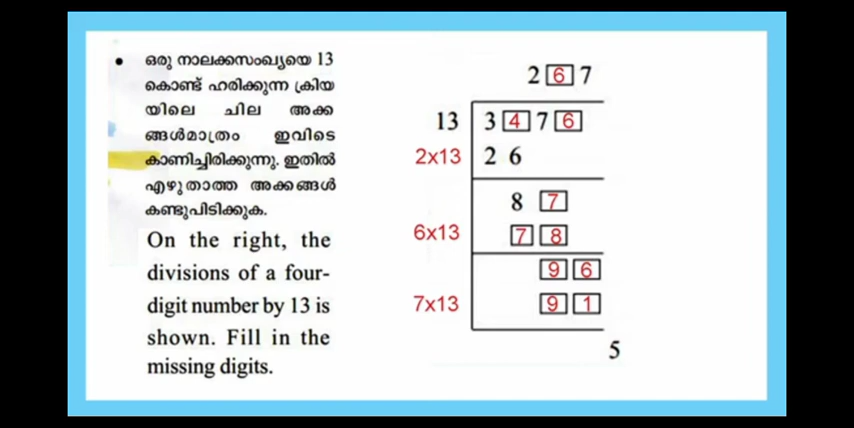 • ഒരു നാലക്കസംഖ്യയെ 13
കൊണ്ട് ഹരിക്കുന്ന ക്രിയ
യിലെ ചില അക്ക
ങ്ങൾമാത്രം ഇവിടെ
കാണിച്ചിരിക്കുന്നു. ഇതിൽ
എഴുതാത്ത അക്കങ്ങൾ
കണ്ടുപിടിക്കുക.
On the right, the
divisions of a four-
digit number by 13 is
shown. Fill in the
missing digits.
2 6 7
13 3 4 7 6
2x13 2 6
8 7
6x13 7 8
9 6
7x13 9 1
5